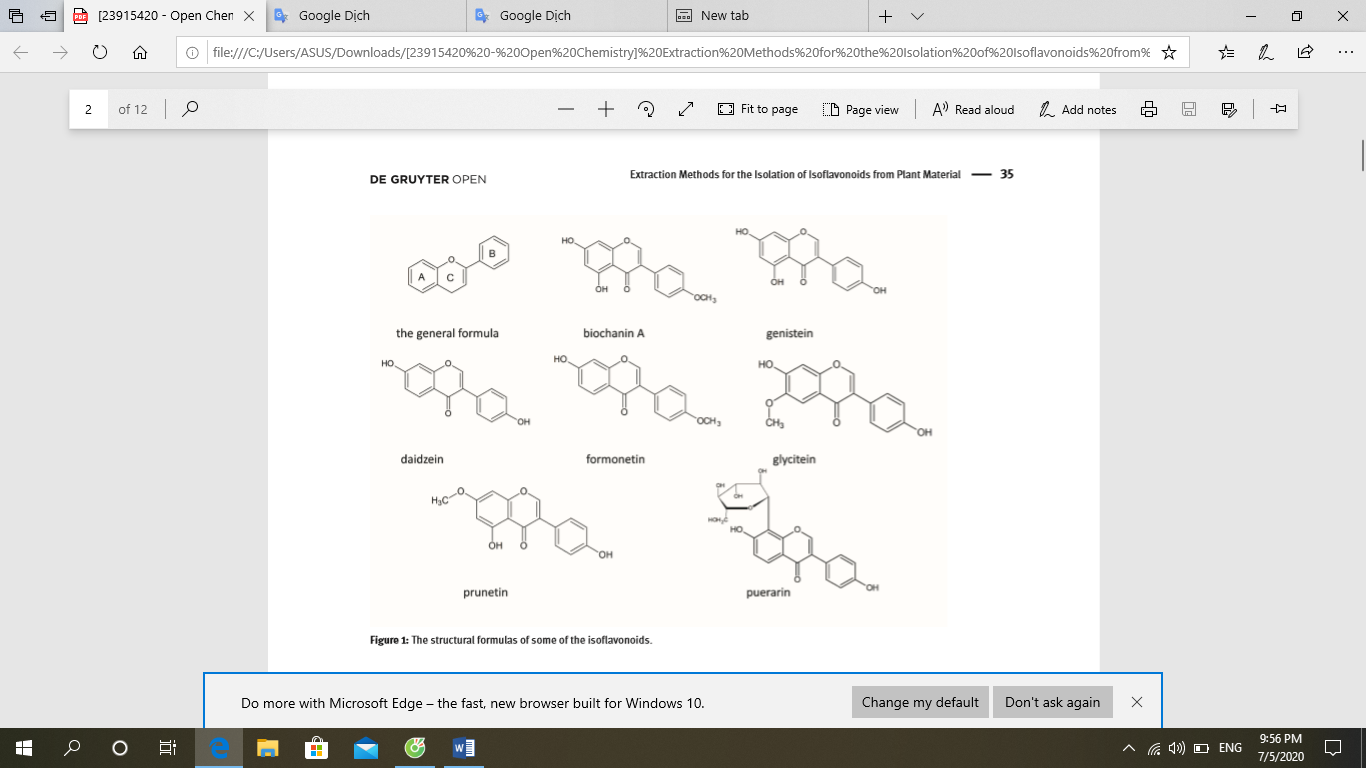 [23915420 - Open Chem
Google Dịch
Google Dịch
New tab
file:///C:/Users/ASUS/Downloads/[23915420%20-%20Open%20Chemistry]%20Extraction%20Methods%20for%20the%20Isolation%20of%20Isoflavonoids%20from%
2 of 12
Fit to page
Page view
Read aloud
Add notes
DE GRUYTER OPEN
Extraction Methods for the Isolation of Isoflavonoids from Plant Material — 35
A C O B
HO O OH O OCH3
HO O OH O OH
the general formula
biochanin A
genistein
HO O O OH
HO O O OCH3
HO O O CH3 O OH
daidzein
formonetin
glycitein
H3C O O OH O OH
OH OH OH O HOH2C HO O O OH
prunetin
puerarin
Figure 1: The structural formulas of some of the isoflavonoids.
Do more with Microsoft Edge – the fast, new browser built for Windows 10.
Change my default
Don't ask again
ENG
9:56 PM
7/5/2020